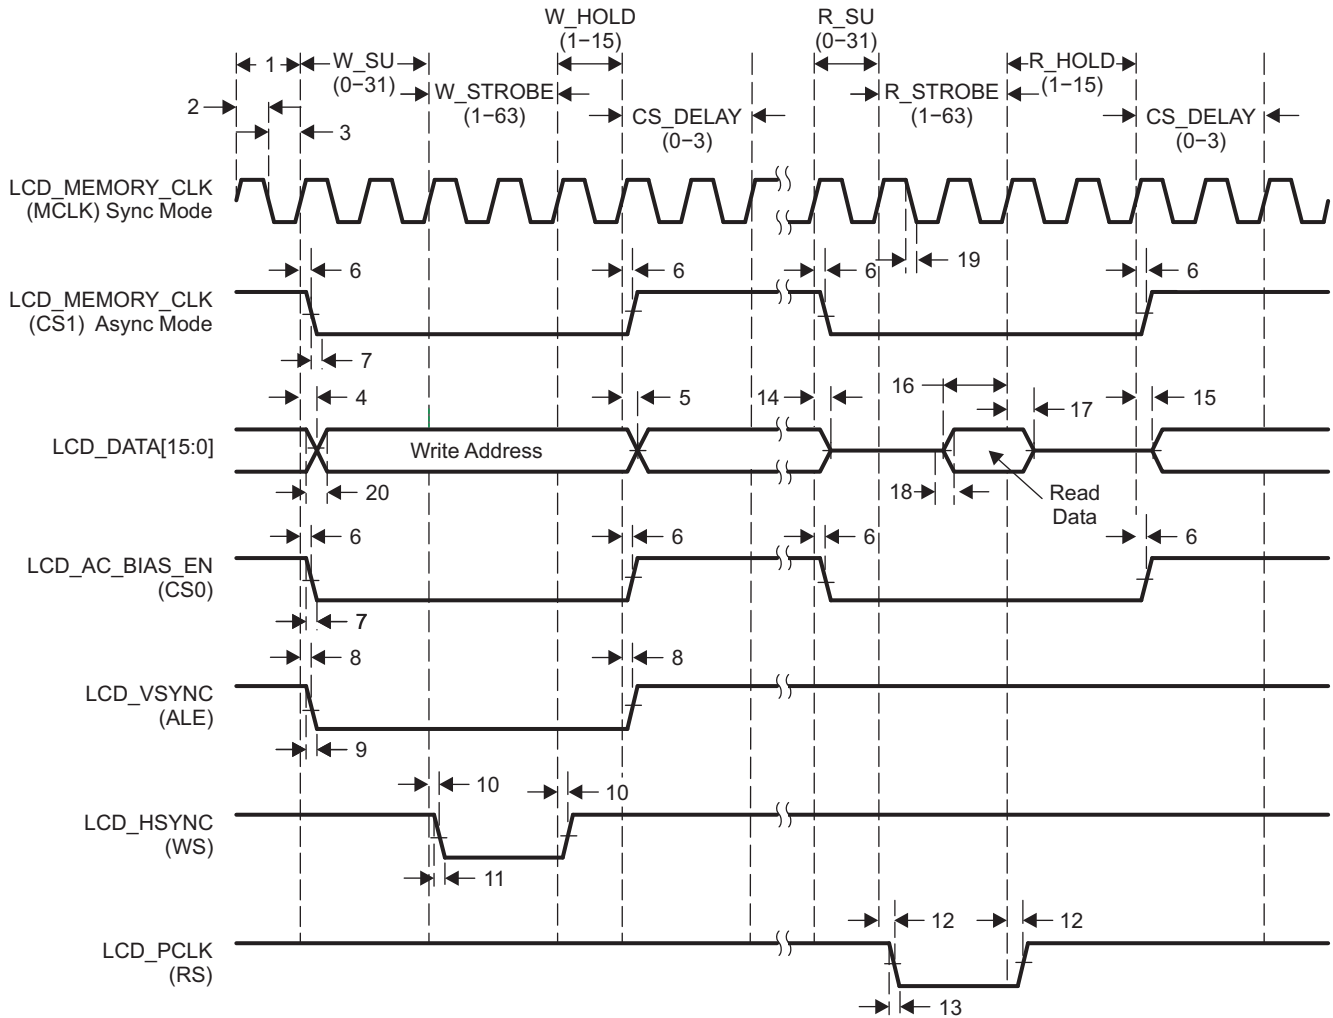 W_HOLD
(1−15)
R_SU
(0−31)
1
W_SU
(0−31)
R_HOLD
(1−15)
2
W_STROBE
(1−63)
R_STROBE
(1−63)
3
CS_DELAY
(0−3)
CS_DELAY
(0−3)
LCD_MEMORY_CLK
(MCLK) Sync Mode
19
6
6
6
6
LCD_MEMORY_CLK
(CS1) Async Mode
7
4
5
14
16
17
15
LCD_DATA[15:0]
Write Address
20
18
Read
Data
6
6
6
6
LCD_AC_BIAS_EN
(CS0)
7
8
8
LCD_VSYNC
(ALE)
9
10
10
LCD_HSYNC
(WS)
11
12
12
LCD_PCLK
(RS)
13